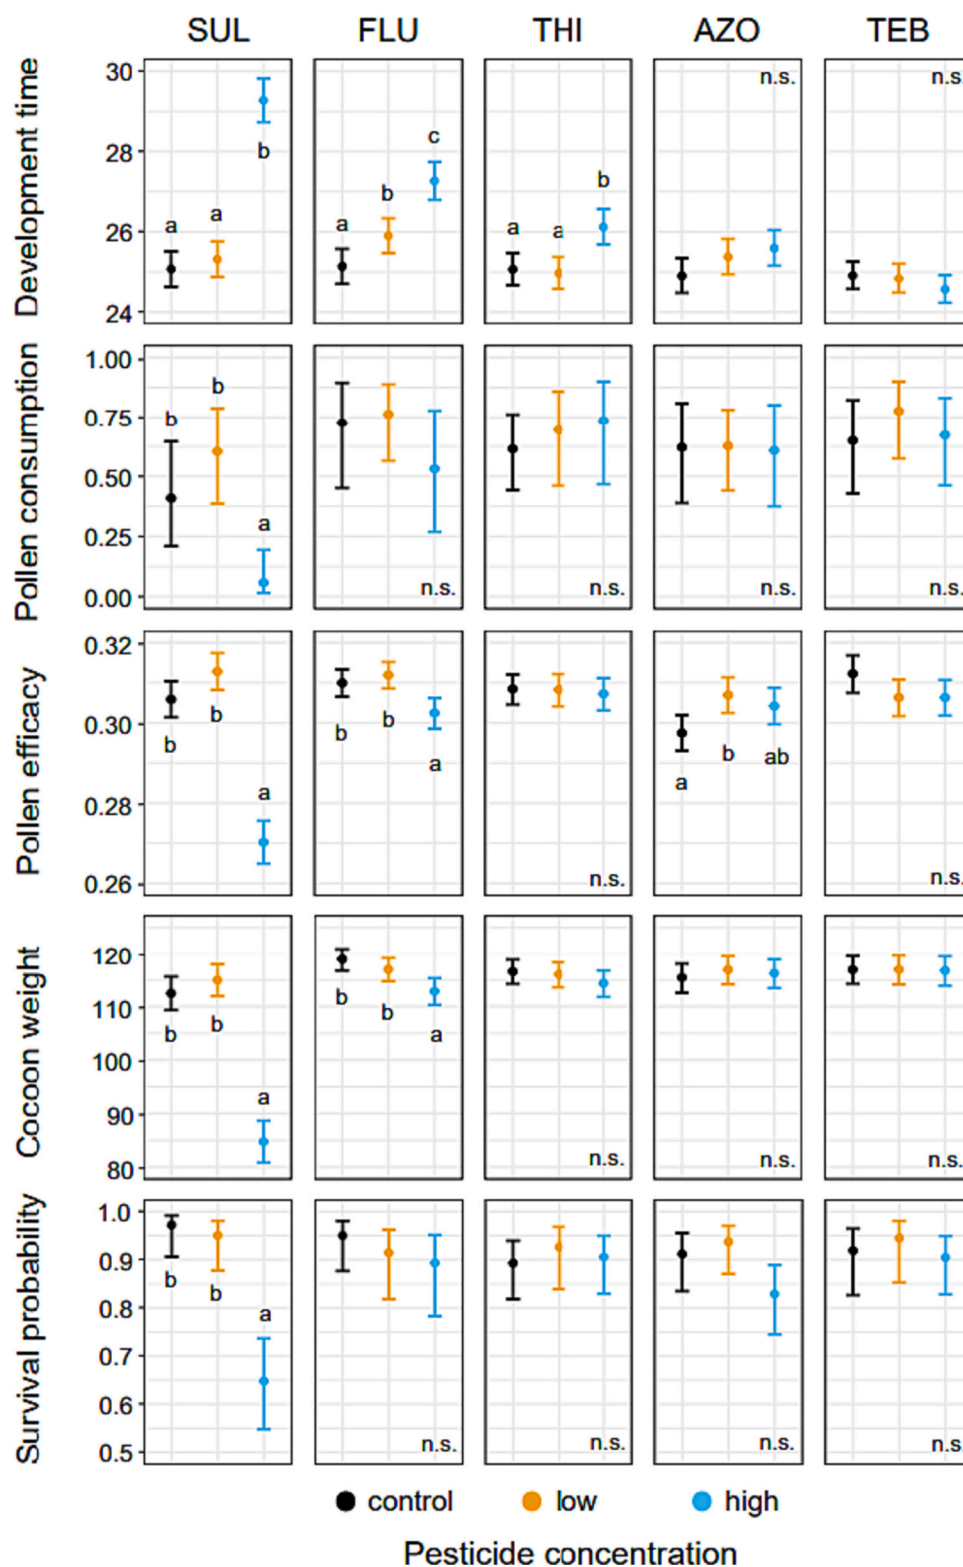 SUL FLU THI AZO TEB
Development time
30
28
26
24
a a b
a b c
a a b
n.s.
n.s.
Pollen consumption
1.00
0.75
0.50
0.25
0.00
b b a
n.s.
n.s.
n.s.
n.s.
Pollen efficacy
0.32
0.30
0.28
0.26
b b a
b b a
n.s.
a b ab
n.s.
Cocoon weight
120
110
100
90
80
b b a
b b a
n.s.
n.s.
n.s.
Survival probability
1.0
0.9
0.8
0.7
0.6
0.5
b b a
n.s.
n.s.
n.s.
n.s.
control low high
Pesticide concentration